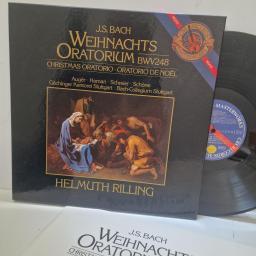 J.S. BACH
WEIHNACHTS
ORATORIUM BWV 248
CHRISTMAS ORATORIO · ORATORIO DE NOËL
Augér · Hamari · Schreier · Schöne
Gächinger Kantorei Stuttgart · Bach-Collegium Stuttgart
HELMUTH RILLING
MASTERWORKS
J.S. BACH
WEIHNACHTS